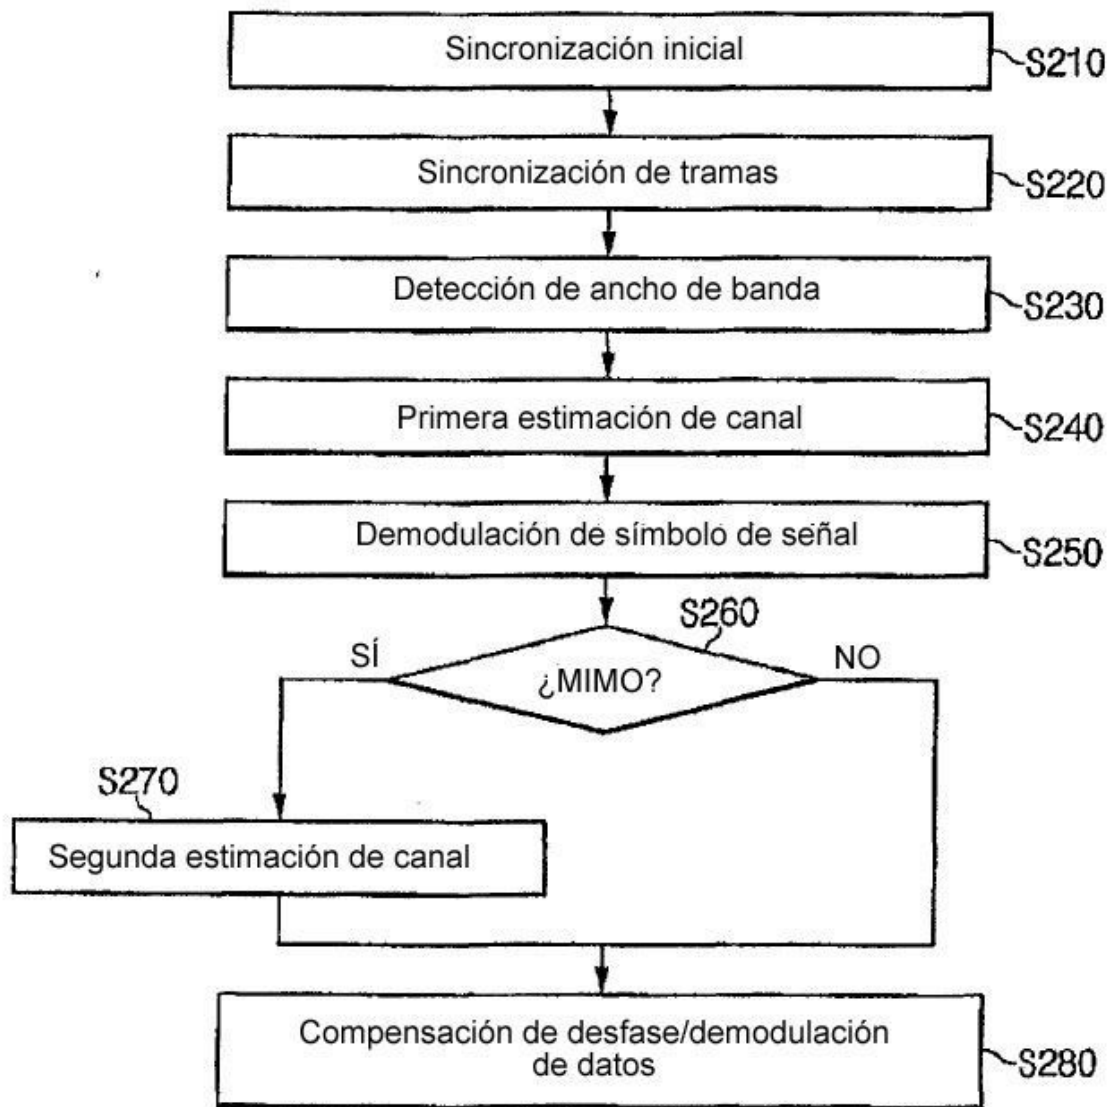 Sincronización inicial
S210
Sincronización de tramas
S220
Detección de ancho de banda
S230
Primera estimación de canal
S240
Demodulación de símbolo de señal
S250
S260
SÍ
¿MIMO?
NO
S270
Segunda estimación de canal
Compensación de desfase/demodulación
de datos
S280